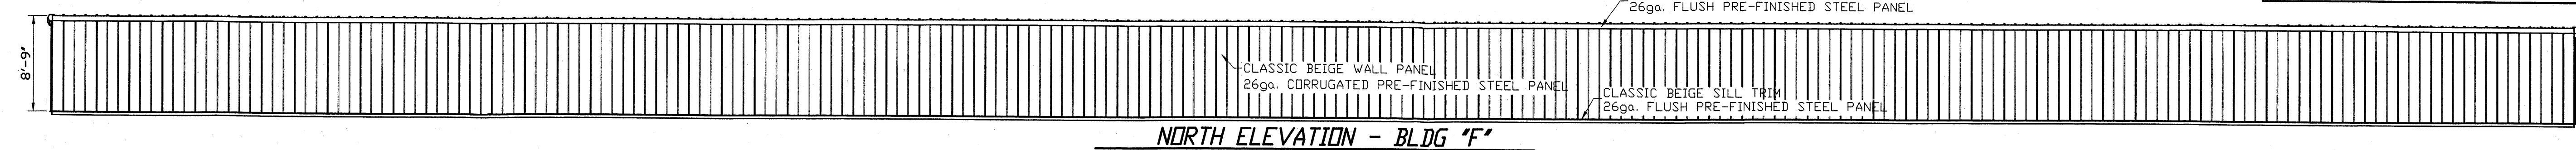 26ga. FLUSH PRE-FINISHED STEEL PANEL
8'-9"
CLASSIC BEIGE WALL PANEL
26ga. CORRUGATED PRE-FINISHED STEEL PANEL
CLASSIC BEIGE SILL TRIM
26ga. FLUSH PRE-FINISHED STEEL PANEL
NORTH ELEVATION - BLDG "F"